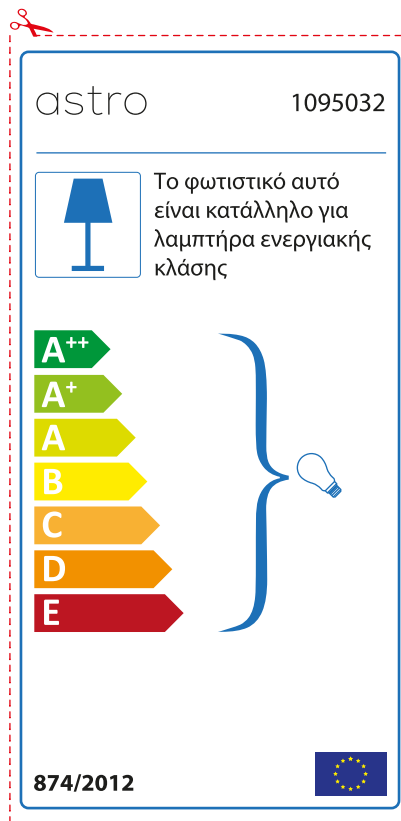 astro
1095032
Το φωτιστικό αυτό
είναι κατάλληλο για
λαμπτήρα ενεργιακής
κλάσης
A++
A+
A
B
C
D
E
874/2012